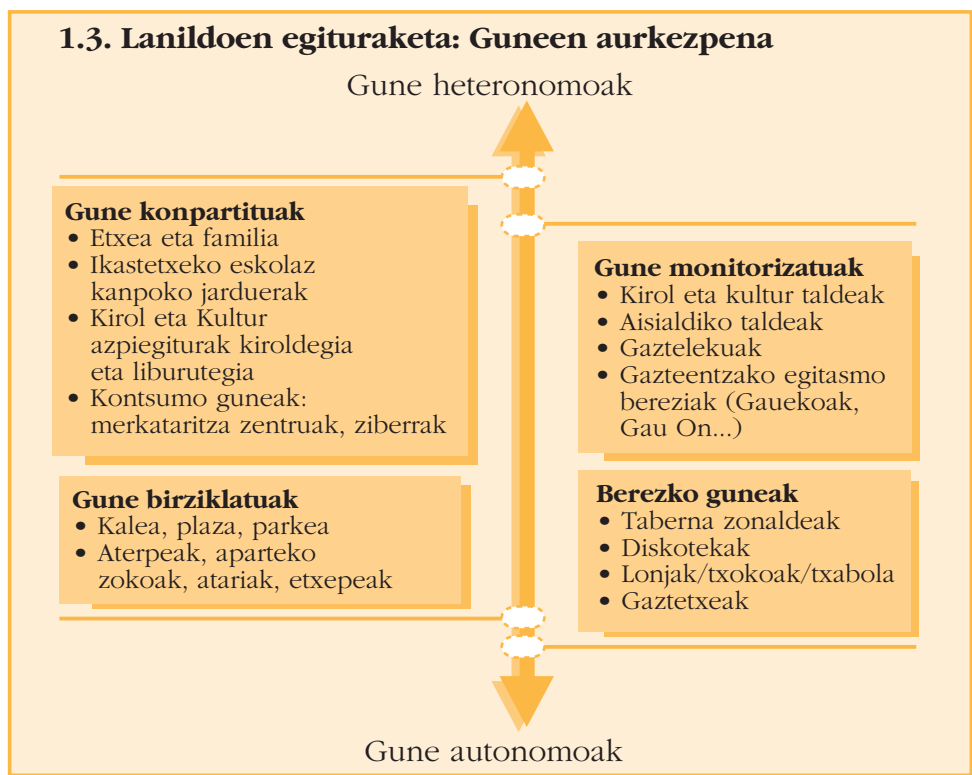 1.3. Lanildoen egituraketa: Guneen aurkezpena
Gune heteronomoak
Gune konpartituak
• Etxea eta familia
• Ikastetxeko eskolaz
kanpoko jarduerak
• Kirol eta Kultur
azpiegiturak kiroldegia
eta liburutegia
• Kontsumo guneak:
merkataritza zentruak, ziberrak
Gune monitorizatuak
• Kirol eta kultur taldeak
• Aisialdiko taldeak
• Gaztelekuak
• Gazteentzako egitasmo
bereziak (Gauekoak,
Gau On...)
Gune birziklatuak
• Kalea, plaza, parkea
• Aterpeak, aparteko
zokoak, atariak, etxepeak
Berezko guneak
• Taberna zonaldeak
• Diskotekak
• Lonjak/txokoak/txabola
• Gaztetxeak
Gune autonomoak